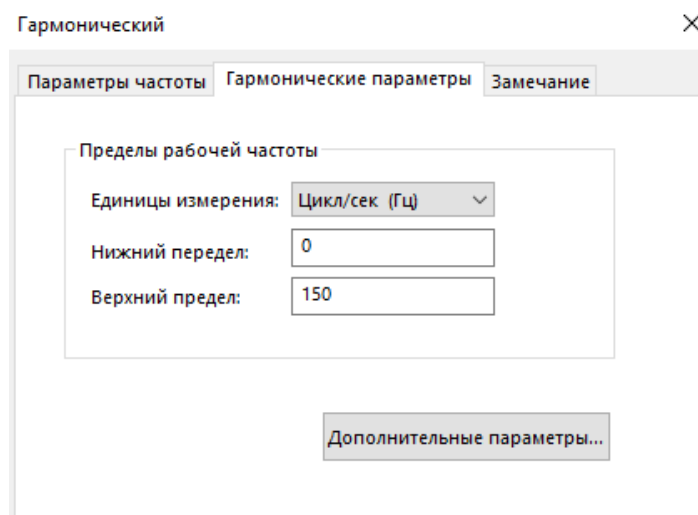 Гармонический
Параметры частоты Гармонические параметры Замечание
Пределы рабочей частоты
Единицы измерения: Цикл/сек (Гц)
Нижний передел: 0
Верхний предел: 150
Дополнительные параметры...